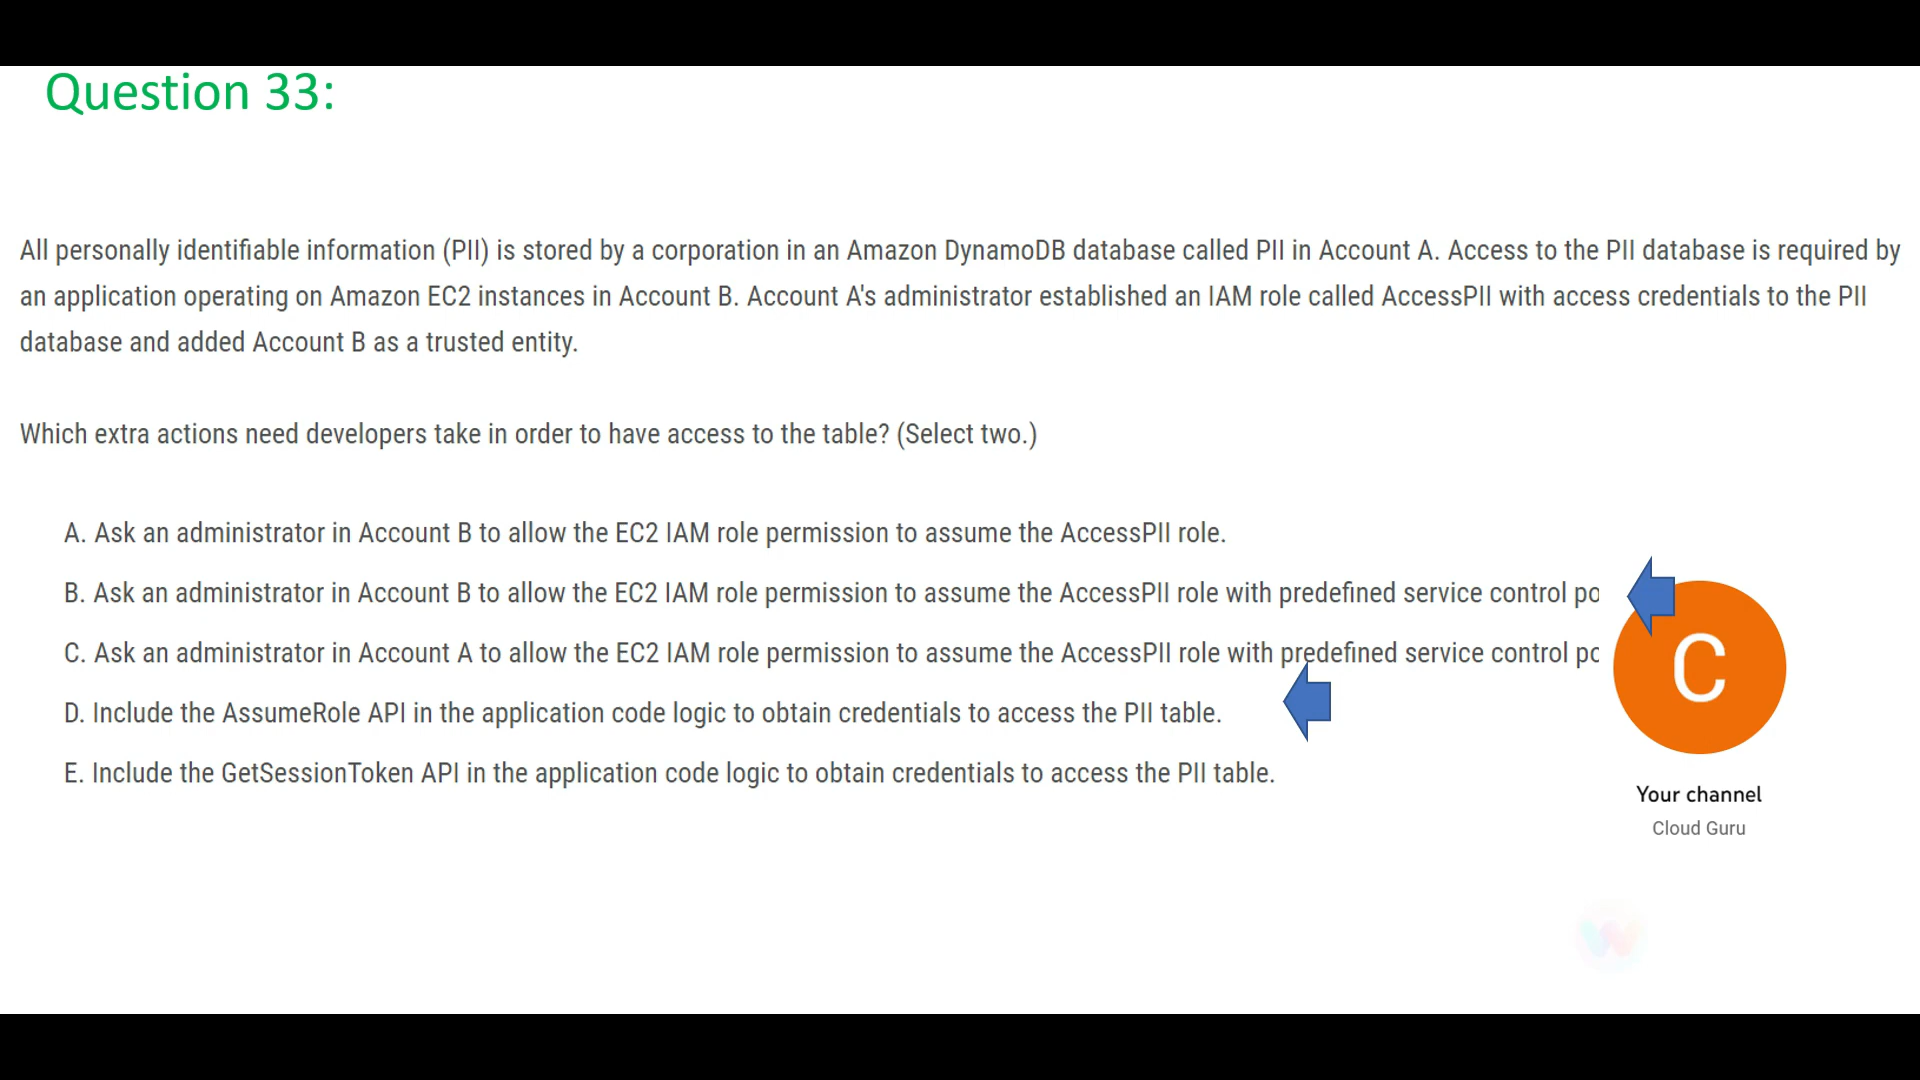 Question 33:
All personally identifiable information (PII) is stored by a corporation in an Amazon DynamoDB database called PII in Account A. Access to the PII database is required by
an application operating on Amazon EC2 instances in Account B. Account A's administrator established an IAM role called AccessPII with access credentials to the PII
database and added Account B as a trusted entity.
Which extra actions need developers take in order to have access to the table? (Select two.)
A. Ask an administrator in Account B to allow the EC2 IAM role permission to assume the AccessPII role.
B. Ask an administrator in Account B to allow the EC2 IAM role permission to assume the AccessPII role with predefined service control po
C. Ask an administrator in Account A to allow the EC2 IAM role permission to assume the AccessPII role with predefined service control po
D. Include the AssumeRole API in the application code logic to obtain credentials to access the PII table.
E. Include the GetSessionToken API in the application code logic to obtain credentials to access the PII table.
C
Your channel
Cloud Guru